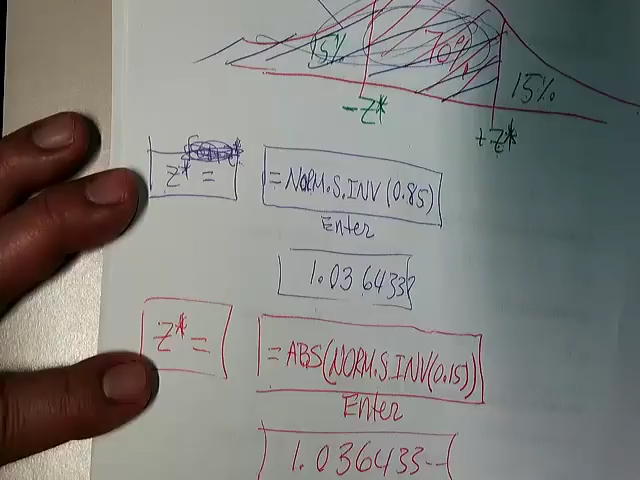 15% 70% 15%
-Z* +Z*
Z* = =NORM.S.INV(0.85)
Enter
1.036433
Z* = =ABS(NORM.S.INV(0.15))
Enter
1.036433--